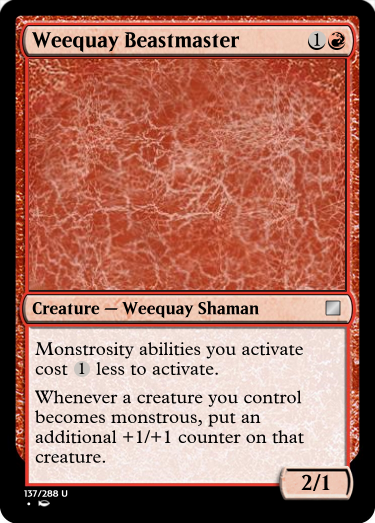 Weequay Beastmaster 1
Creature — Weequay Shaman
Monstrosity abilities you activate
cost 1 less to activate.
Whenever a creature you control
becomes monstrous, put an
additional +1/+1 counter on that
creature.
2/1
137/288 U